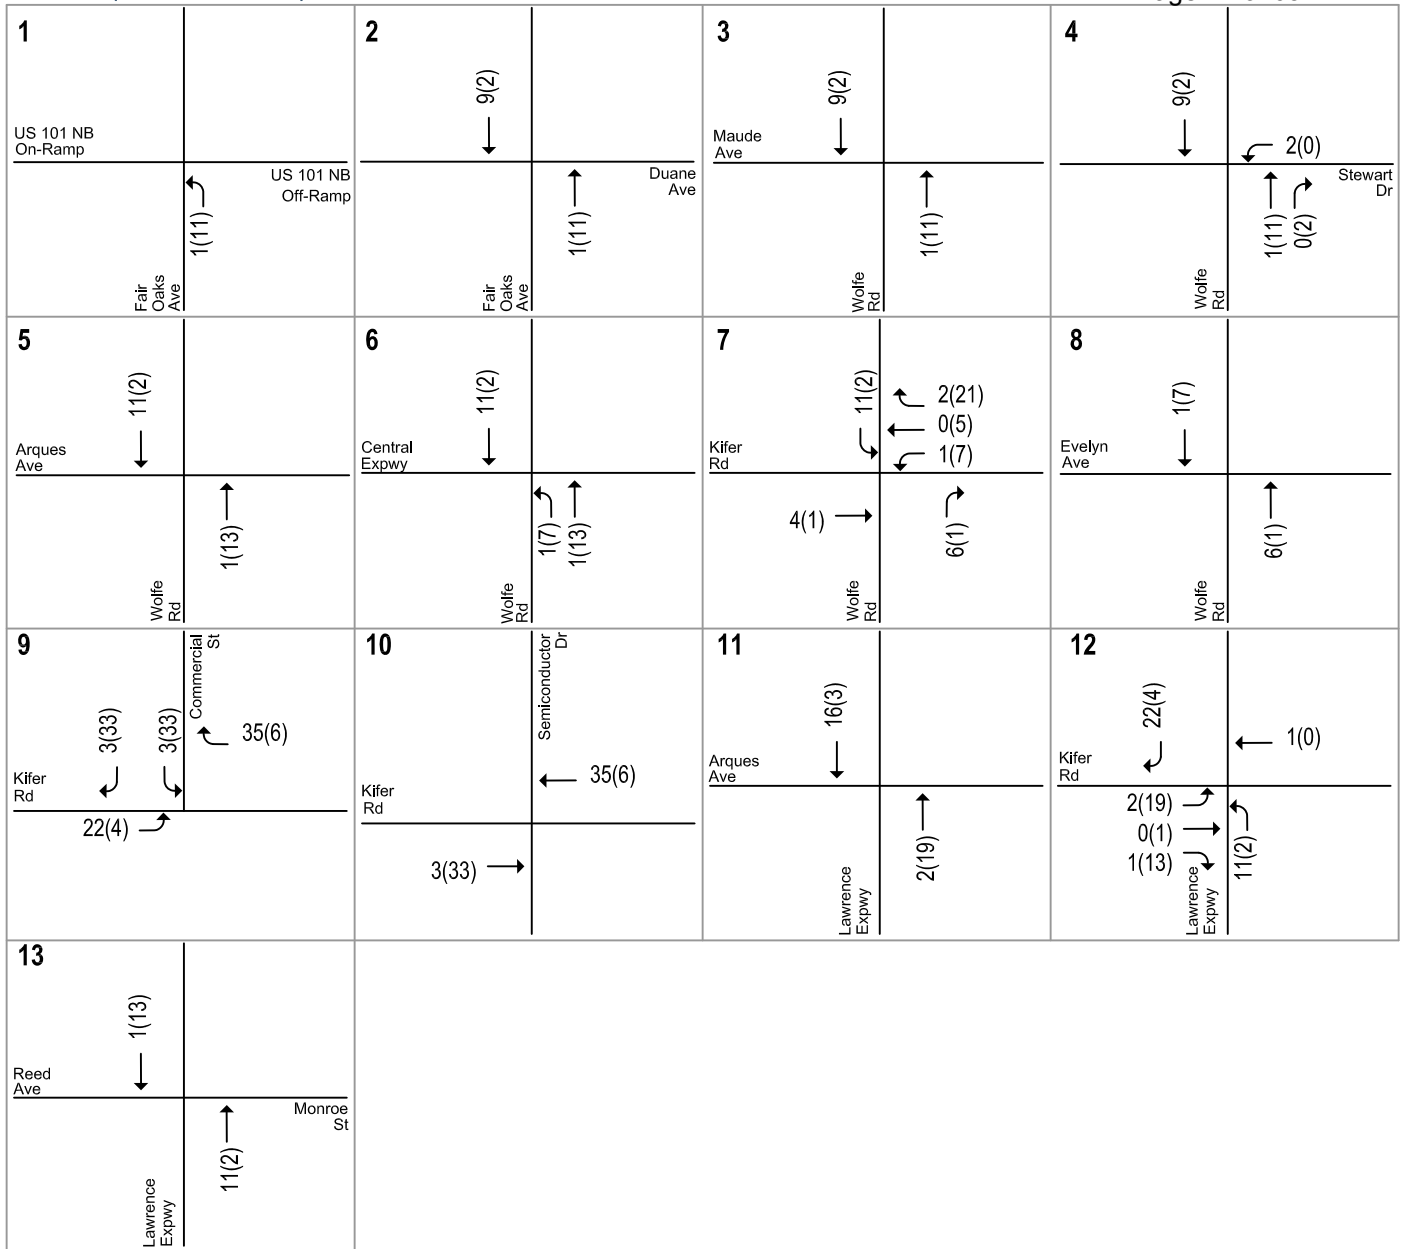 1
US 101 NB
On-Ramp
US 101 NB
Off-Ramp
1(11)
Fair
Oaks
Ave
2
9(2)
Duane
Ave
1(11)
Fair
Oaks
Ave
3
9(2)
Maude
Ave
1(11)
Wolfe
Rd
4
9(2)
2(0)
Stewart
Dr
1(11)
0(2)
Wolfe
Rd
5
11(2)
Arques
Ave
1(13)
Wolfe
Rd
6
11(2)
Central
Expwy
1(7)
1(13)
Wolfe
Rd
7
11(2)
2(21)
0(5)
1(7)
Kifer
Rd
4(1)
6(1)
Wolfe
Rd
8
1(7)
Evelyn
Ave
6(1)
Wolfe
Rd
9
Commercial
St
3(33)
3(33)
35(6)
Kifer
Rd
22(4)
10
Semiconductor
Dr
35(6)
Kifer
Rd
3(33)
11
16(3)
Arques
Ave
2(19)
Lawrence
Expwy
12
22(4)
1(0)
Kifer
Rd
2(19)
0(1)
1(13)
11(2)
Lawrence
Expwy
13
1(13)
Reed
Ave
Monroe
St
11(2)
Lawrence
Expwy